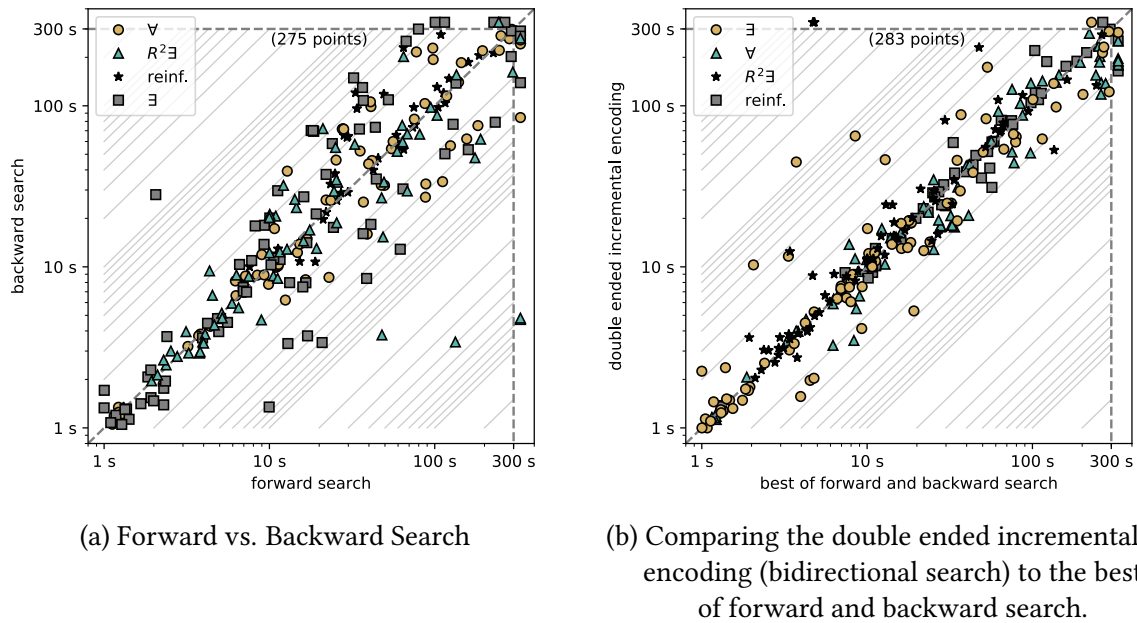 300 s
100 s
10 s
1 s
backward search
∀
R²∃
reinf.
∃
(275 points)
1 s
10 s
100 s
300 s
forward search
(a) Forward vs. Backward Search
300 s
100 s
10 s
1 s
double ended incremental encoding
∃
∀
R²∃
reinf.
(283 points)
1 s
10 s
100 s
300 s
best of forward and backward search
(b) Comparing the double ended incremental
encoding (bidirectional search) to the best
of forward and backward search.